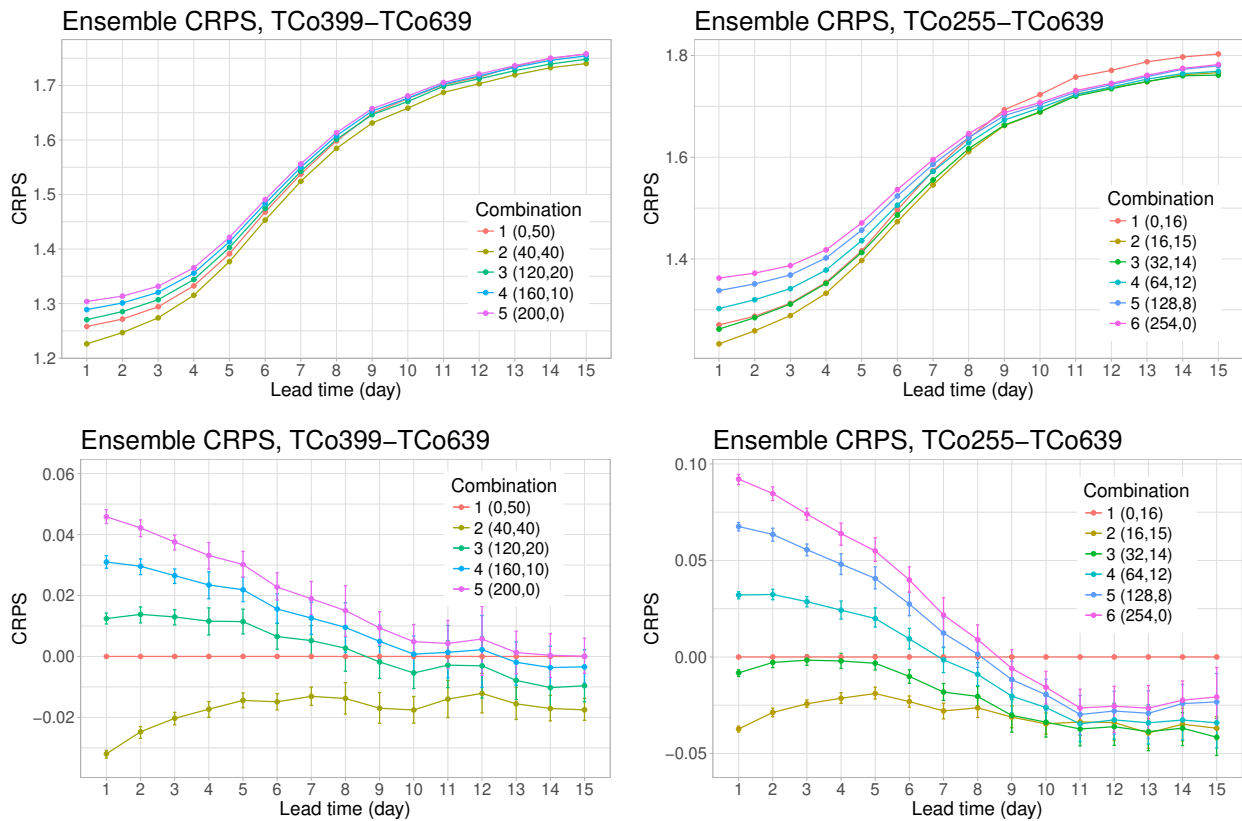 Ensemble CRPS, TCo399−TCo639
CRPS
1.7
1.6
1.5
1.4
1.3
1.2
Combination
1 (0,50)
2 (40,40)
3 (120,20)
4 (160,10)
5 (200,0)
1 2 3 4 5 6 7 8 9 10 11 12 13 14 15
Lead time (day)
Ensemble CRPS, TCo255−TCo639
CRPS
1.8
1.6
1.4
Combination
1 (0,16)
2 (16,15)
3 (32,14)
4 (64,12)
5 (128,8)
6 (254,0)
1 2 3 4 5 6 7 8 9 10 11 12 13 14 15
Lead time (day)
Ensemble CRPS, TCo399−TCo639
CRPS
0.06
0.04
0.02
0.00
−0.02
Combination
1 (0,50)
2 (40,40)
3 (120,20)
4 (160,10)
5 (200,0)
1 2 3 4 5 6 7 8 9 10 11 12 13 14 15
Lead time (day)
Ensemble CRPS, TCo255−TCo639
CRPS
0.10
0.05
0.00
−0.05
Combination
1 (0,16)
2 (16,15)
3 (32,14)
4 (64,12)
5 (128,8)
6 (254,0)
1 2 3 4 5 6 7 8 9 10 11 12 13 14 15
Lead time (day)